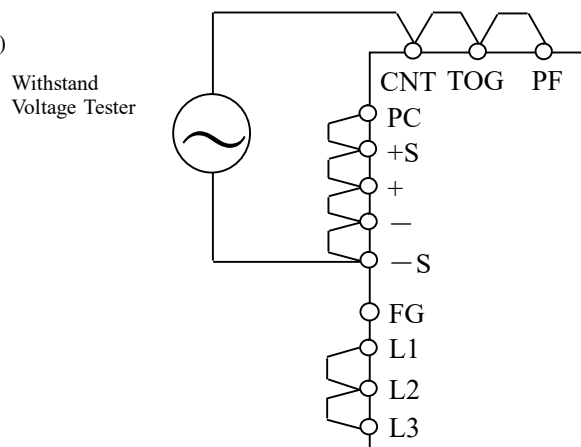 )
Withstand
Voltage Tester
CNT TOG PF
PC
+S
+
－
－S
FG
L1
L2
L3